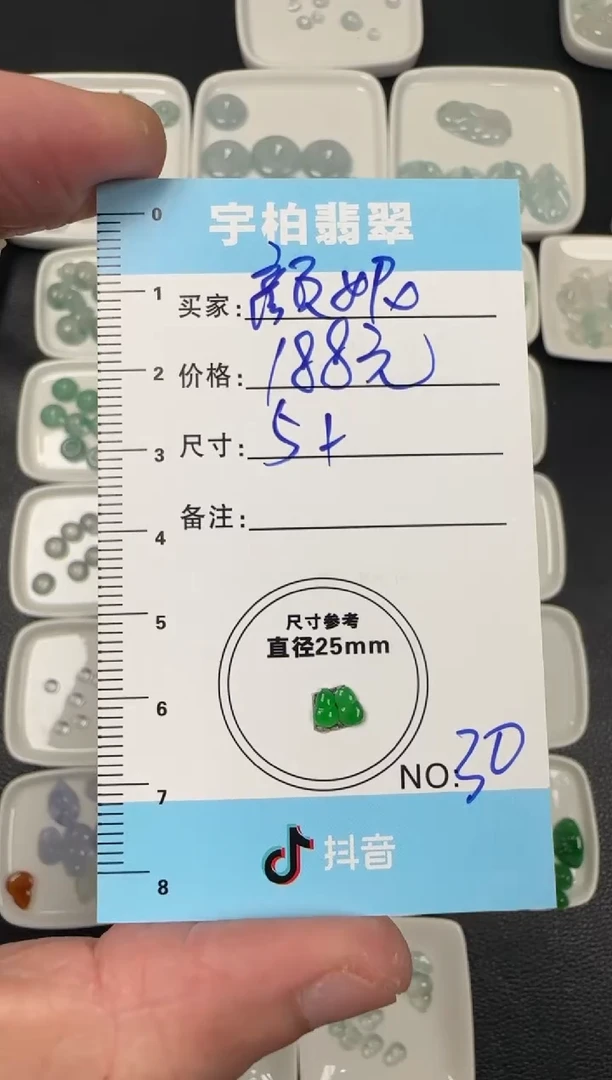 宇柏翡翠
0
1
2
3
4
5
6
7
8
买家: 颜妮
价格: 188元
尺寸: 5+
备注:
尺寸参考
直径25mm
NO: 30
抖音